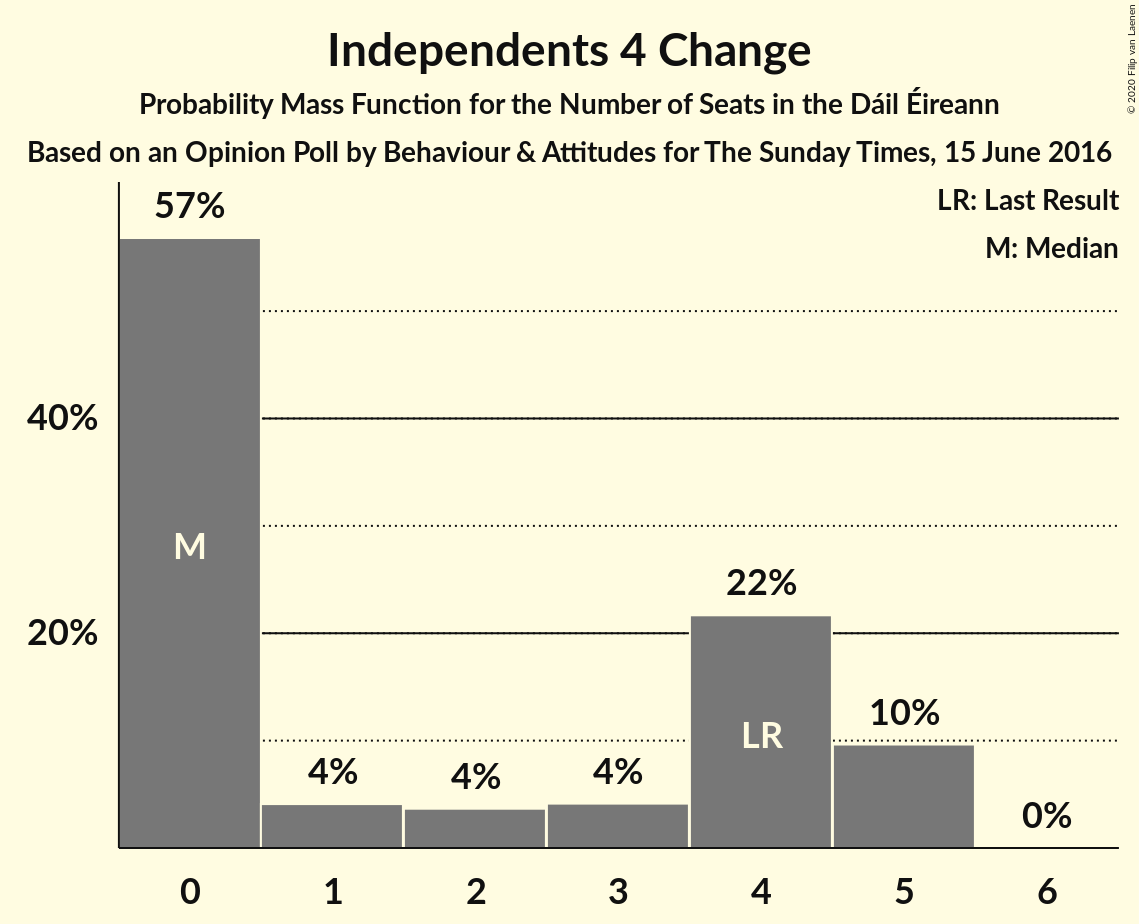 Independents 4 Change
Probability Mass Function for the Number of Seats in the Dáil Éireann
Based on an Opinion Poll by Behaviour & Attitudes for The Sunday Times, 15 June 2016
© 2020 Filip van Laenen
LR: Last Result
M: Median
57%
40%
M
22%
20%
10%
LR
4%
4%
4%
0%
0 1 2 3 4 5 6